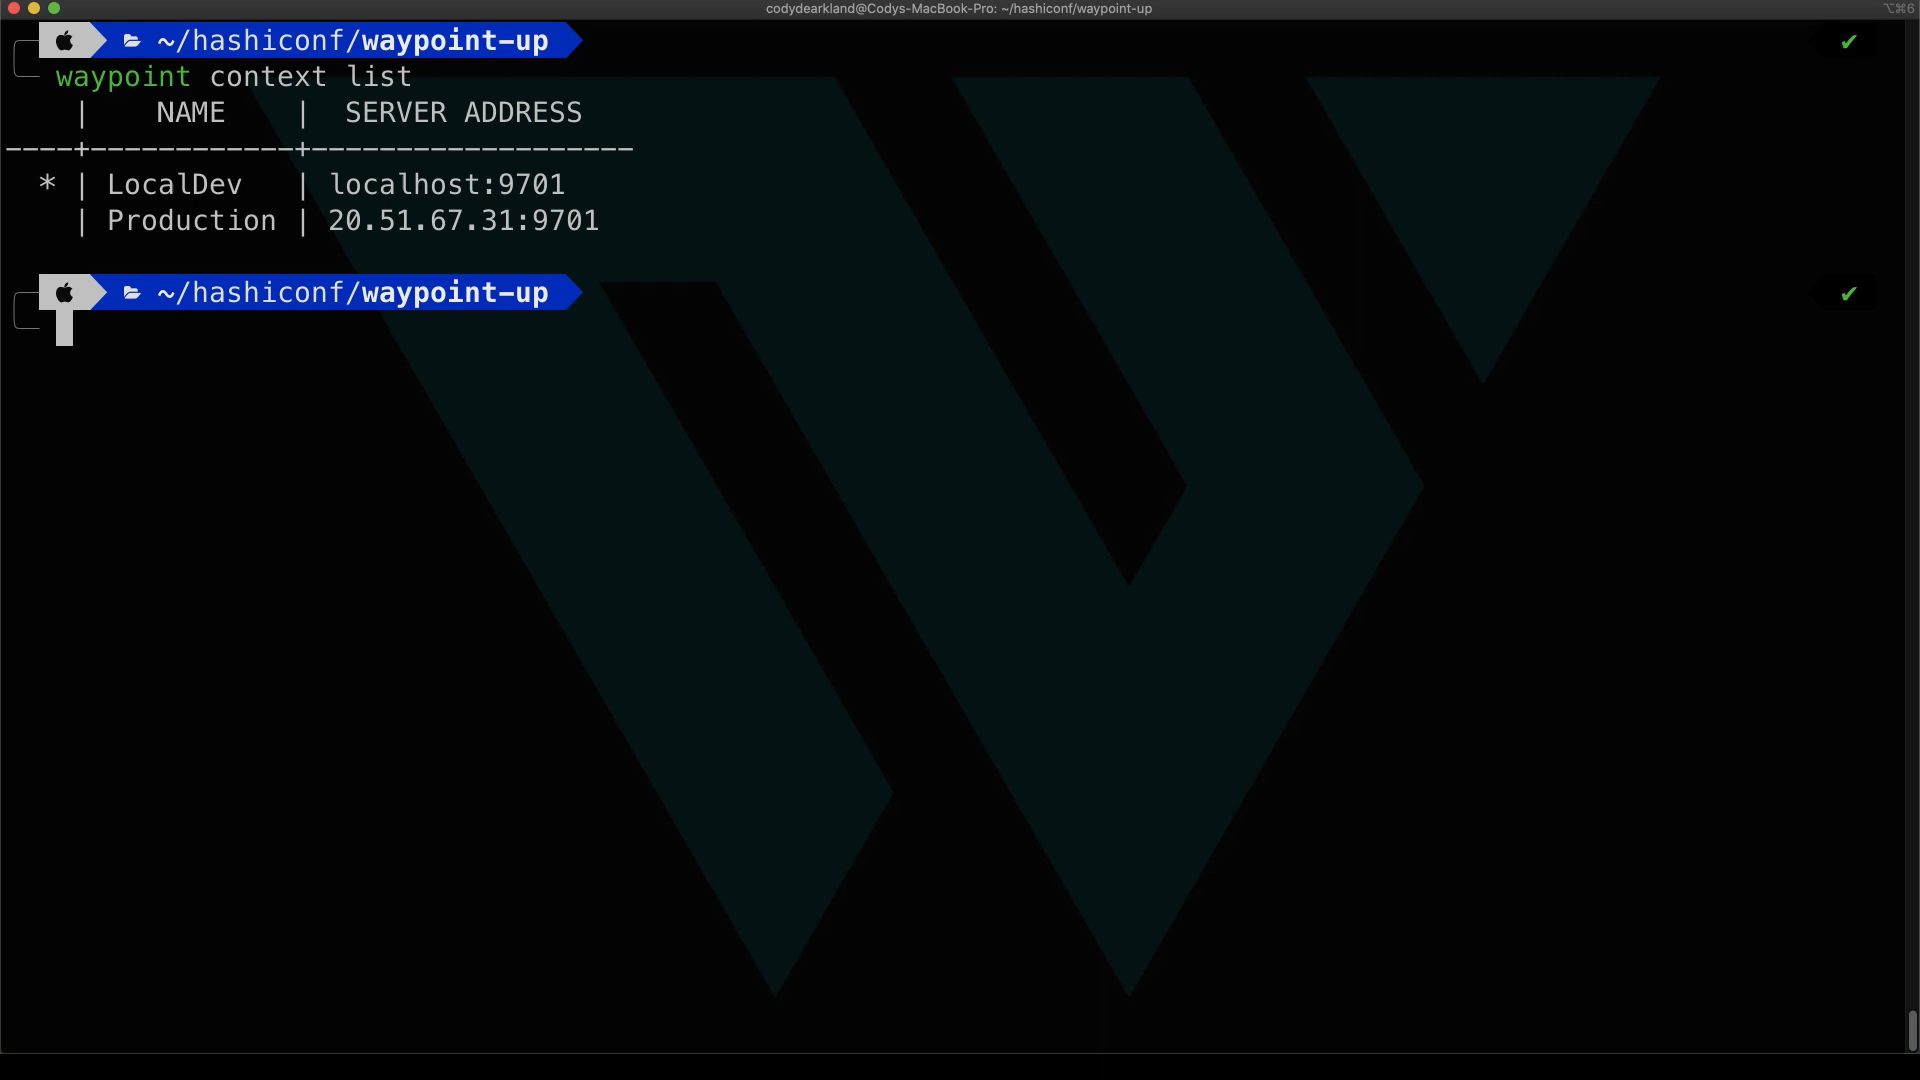 codydearkland@Codys-MacBook-Pro: ~/hashiconf/waypoint-up ⌥⌘6
~/hashiconf/waypoint-up ✔
waypoint context list
| NAME | SERVER ADDRESS
----+------------+-------------------
* | LocalDev | localhost:9701
| Production | 20.51.67.31:9701
~/hashiconf/waypoint-up ✔